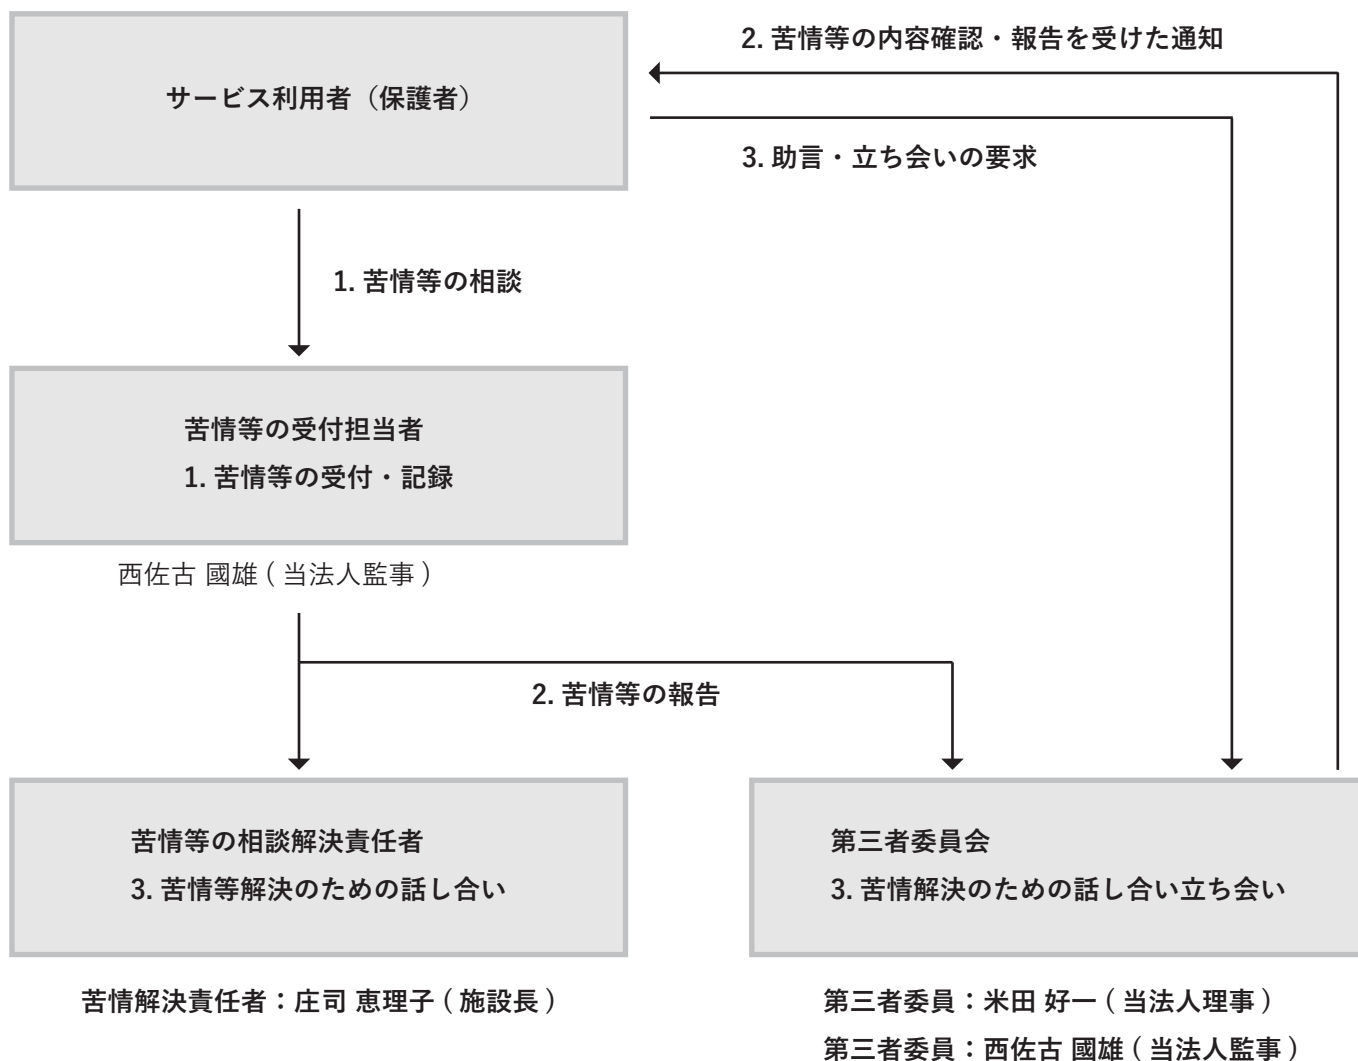 2. 苦情等の内容確認・報告を受けた通知
サービス利用者（保護者）
3. 助言・立ち会いの要求
1. 苦情等の相談
苦情等の受付担当者
1. 苦情等の受付・記録
西佐古 國雄 ( 当法人監事 )
2. 苦情等の報告
苦情等の相談解決責任者
3. 苦情等解決のための話し合い
第三者委員会
3. 苦情解決のための話し合い立ち会い
苦情解決責任者：庄司 恵理子 ( 施設長 )
第三者委員：米田 好一 ( 当法人理事 )
第三者委員：西佐古 國雄 ( 当法人監事 )